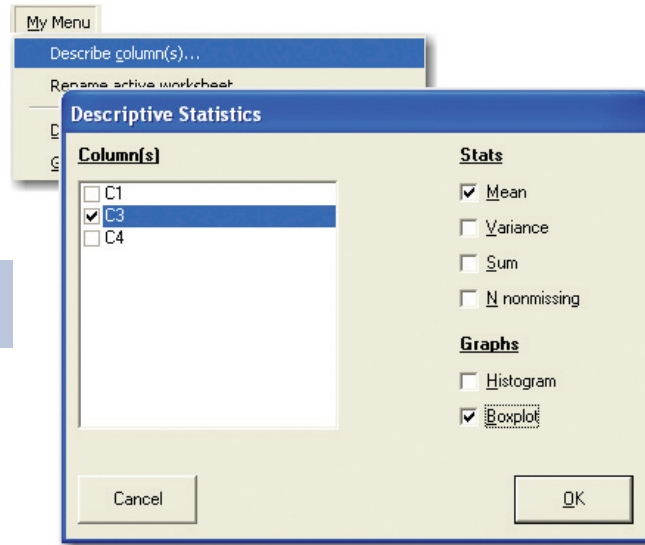 My Menu
Describe column(s)...
Rename active worksheet
D
G
Descriptive Statistics
Column(s)
C1
C3
C4
Stats
Mean
Variance
Sum
N nonmissing
Graphs
Histogram
Boxplot
Cancel
OK